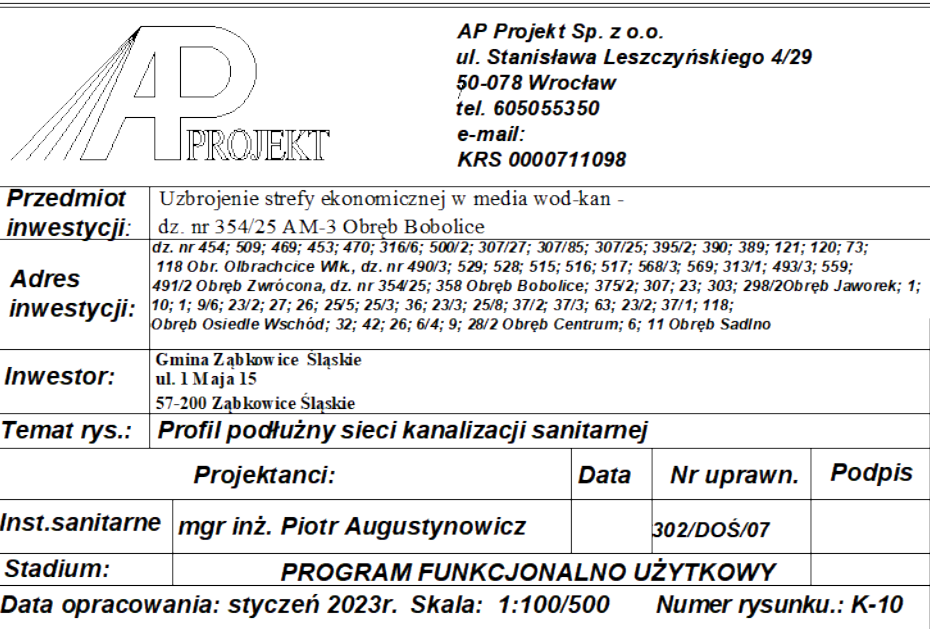 AP
PROJEKT
AP Projekt Sp. z o.o.
ul. Stanisława Leszczyńskiego 4/29
50-078 Wrocław
tel. 605055350
e-mail:
KRS 0000711098
Przedmiot inwestycji:
Uzbrojenie strefy ekonomicznej w media wod-kan -
dz. nr 354/25 AM-3 Obręb Bobolice
Adres inwestycji:
dz. nr 454; 509; 469; 453; 470; 316/6; 500/2; 307/27; 307/85; 307/25; 395/2; 390; 389; 121; 120; 73;
118 Obr. Olbrachcice Wlk., dz. nr 490/3; 529; 528; 515; 516; 517; 568/3; 569; 313/1; 493/3; 559;
491/2 Obręb Zwrócona, dz. nr 354/25; 358 Obręb Bobolice; 375/2; 307; 23; 303; 298/2Obręb Jaworek; 1;
10; 1; 9/6; 23/2; 27; 26; 25/5; 25/3; 36; 23/3; 25/8; 37/2; 37/3; 63; 23/2; 37/1; 118;
Obręb Osiedle Wschód; 32; 42; 26; 6/4; 9; 28/2 Obręb Centrum; 6; 11 Obręb Sadlno
Inwestor:
Gmina Ząbkowice Śląskie
ul. 1 Maja 15
57-200 Ząbkowice Śląskie
Temat rys.: Profil podłużny sieci kanalizacji sanitarnej
Projektanci: Data Nr uprawn. Podpis
Inst.sanitarne mgr inż. Piotr Augustynowicz 302/DOŚ/07
Stadium: PROGRAM FUNKCJONALNO UŻYTKOWY
Data opracowania: styczeń 2023r. Skala: 1:100/500 Numer rysunku.: K-10